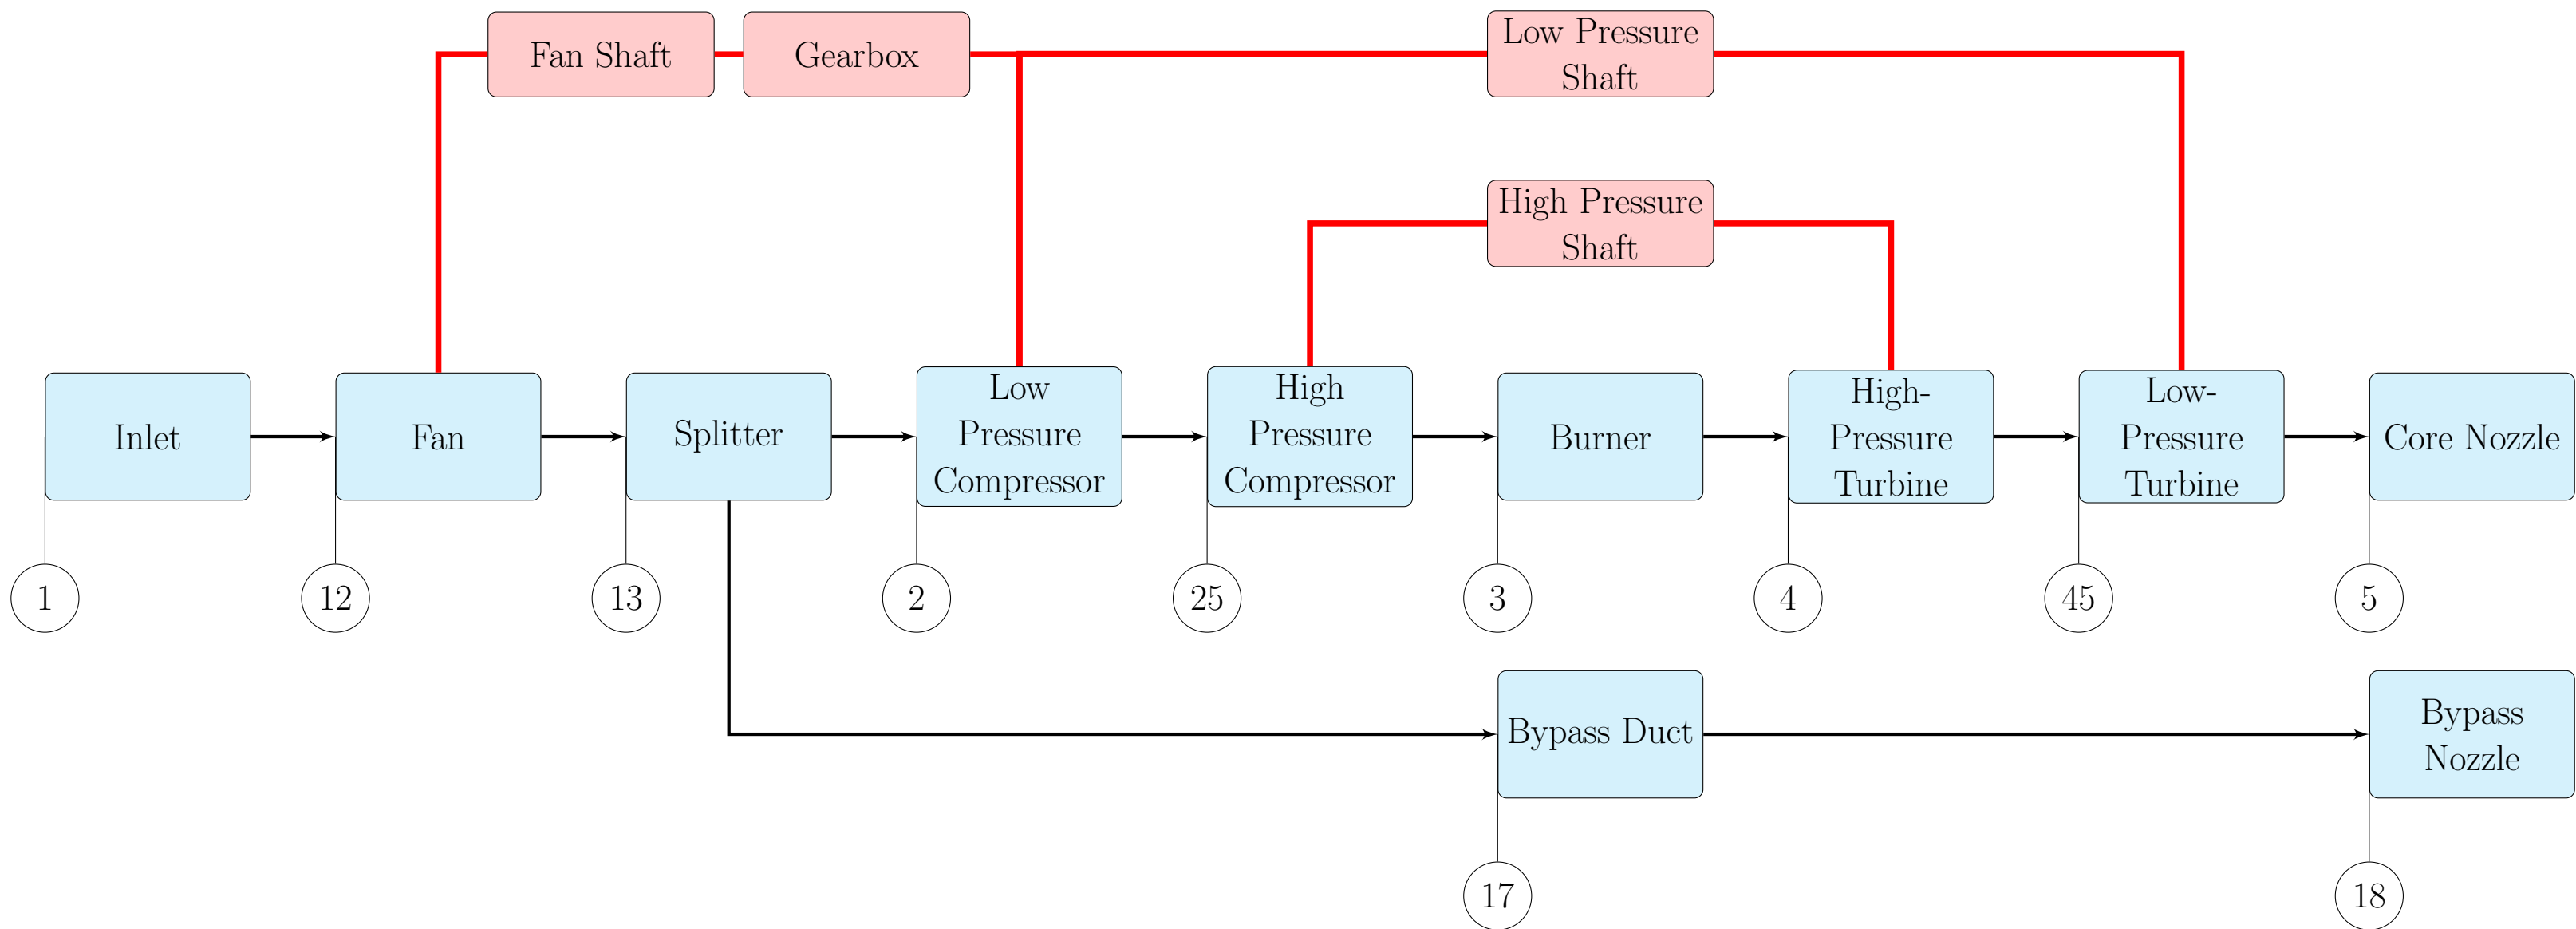 Fan Shaft
Gearbox
Low Pressure
Shaft
High Pressure
Shaft
Inlet
Fan
Splitter
Low
Pressure
Compressor
High
Pressure
Compressor
Burner
High-
Pressure
Turbine
Low-
Pressure
Turbine
Core Nozzle
1
12
13
2
25
3
4
45
5
Bypass Duct
Bypass
Nozzle
17
18